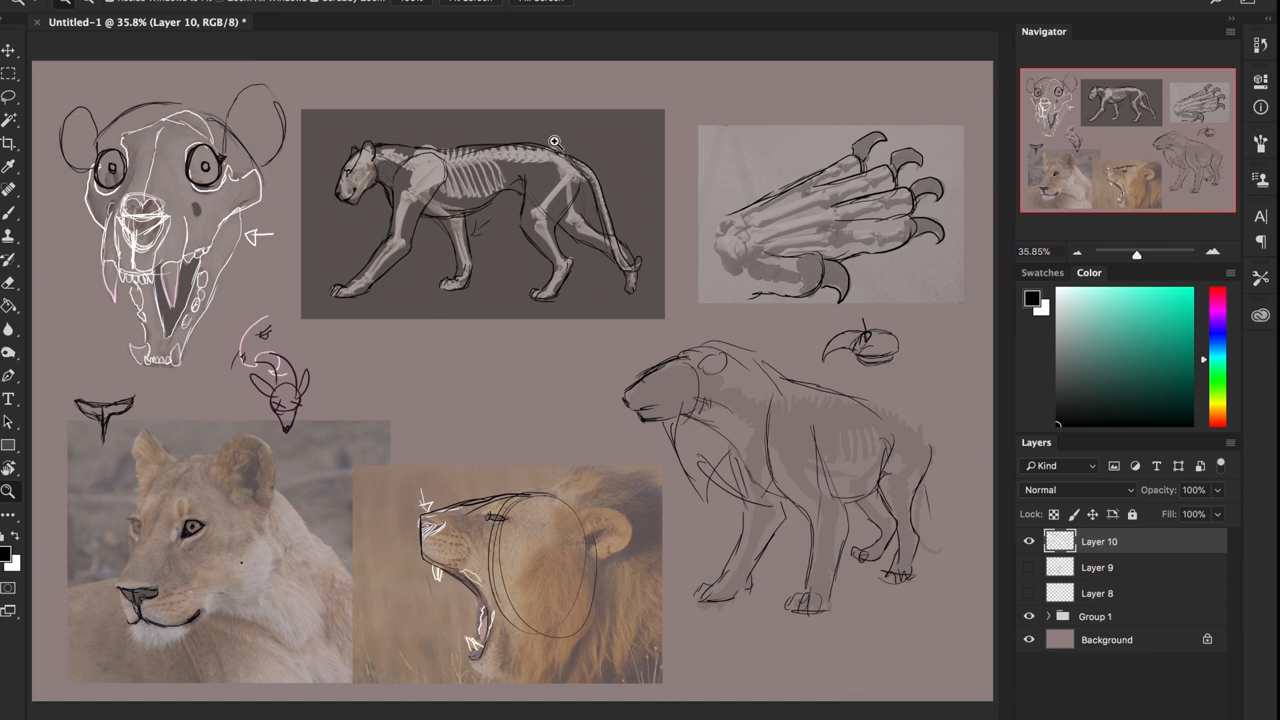 Untitled-1 @ 35.8% (Layer 10, RGB/8) *
Navigator
35.85%
Swatches
Color
Layers
Kind
Normal
Opacity: 100%
Lock:
Fill: 100%
Layer 10
Layer 9
Layer 8
Group 1
Background